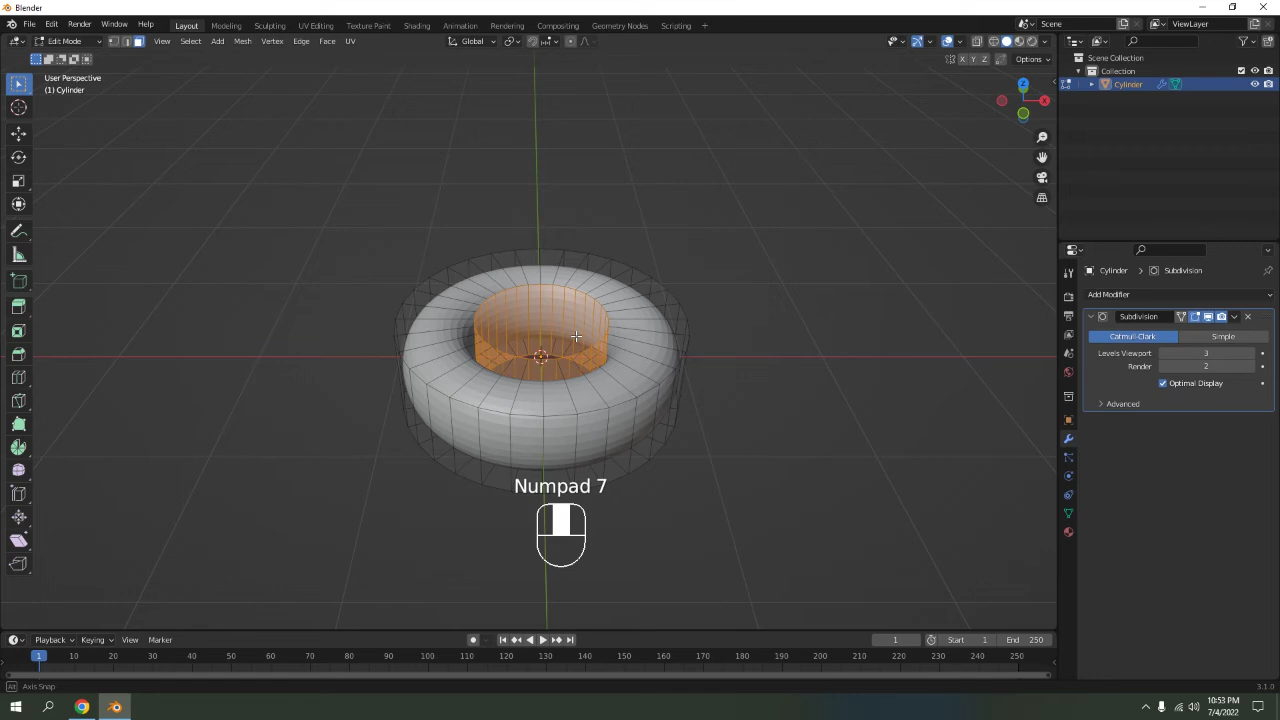 Blender
File Edit Render Window Help Layout Modeling Sculpting UV Editing Texture Paint Shading Animation Rendering Compositing Geometry Nodes Scripting + Scene ViewLayer
Edit Mode View Select Add Mesh Vertex Edge Face UV Global
X Y Z Options
User Perspective
(1) Cylinder
Z
X
Scene Collection
Collection
Cylinder
Cylinder > Subdivision
Add Modifier
Subdivision
Catmull-Clark Simple
Levels Viewport 3
Render 2
Optimal Display
Advanced
Numpad 7
Playback Keying View Marker 1 Start 1 End 250
1 10 20 30 40 50 60 70 80 90 100 110 120 130 140 150 160 170 180 190 200 210 220 230 240 250
Alt Axis Snap 3.1.0
10:53 PM
7/4/2022